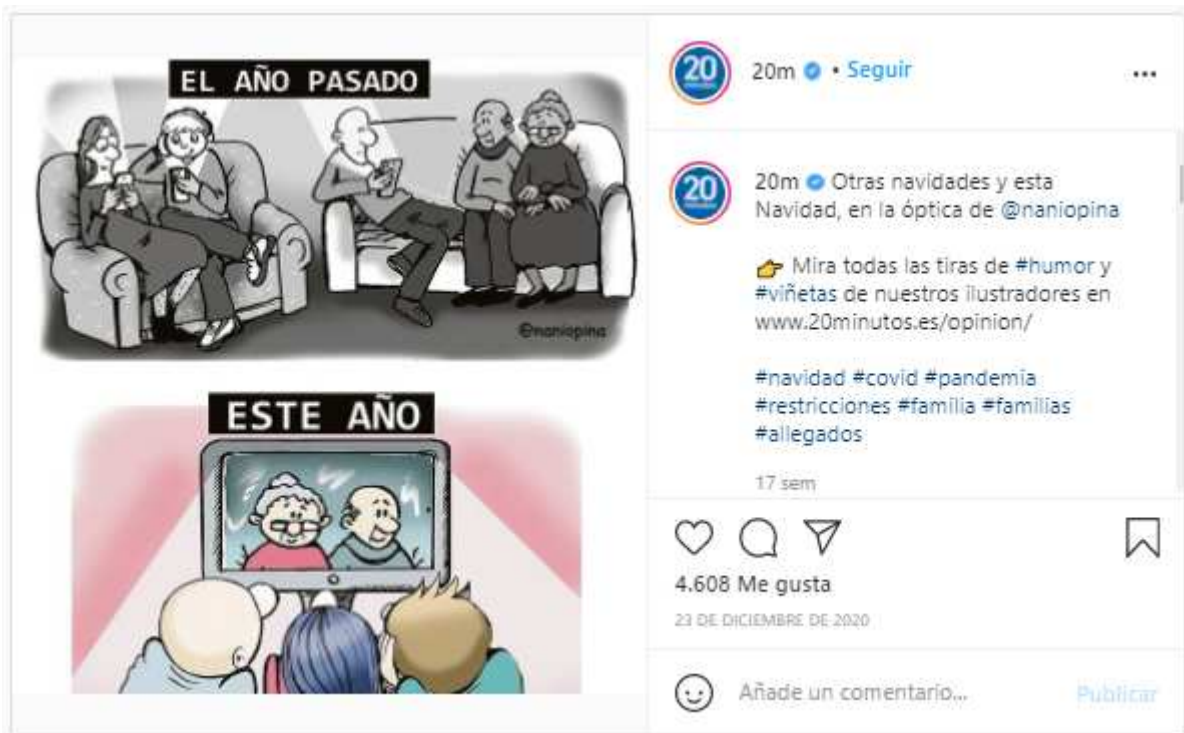 EL AÑO PASADO
@naniopina
ESTE AÑO
20
20m • Seguir
20
20m Otras navidades y esta
Navidad, en la óptica de @naniopina
Mira todas las tiras de #humor y
#viñetas de nuestros ilustradores en
www.20minutos.es/opinion/
#navidad #covid #pandemia
#restricciones #familia #familias
#allegados
17 sem
4.608 Me gusta
23 DE DICIEMBRE DE 2020
Añade un comentario...
Publicar